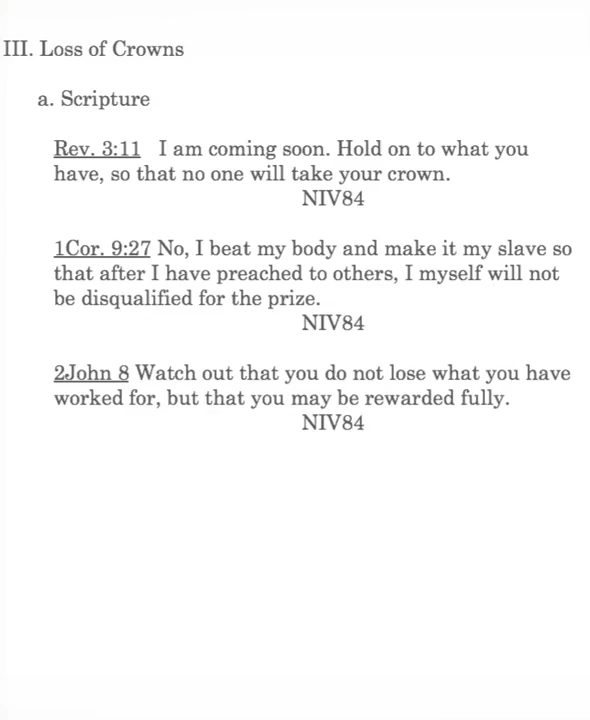 III. Loss of Crowns
a. Scripture
Rev. 3:11 I am coming soon. Hold on to what you
have, so that no one will take your crown.
NIV84
1Cor. 9:27 No, I beat my body and make it my slave so
that after I have preached to others, I myself will not
be disqualified for the prize.
NIV84
2John 8 Watch out that you do not lose what you have
worked for, but that you may be rewarded fully.
NIV84